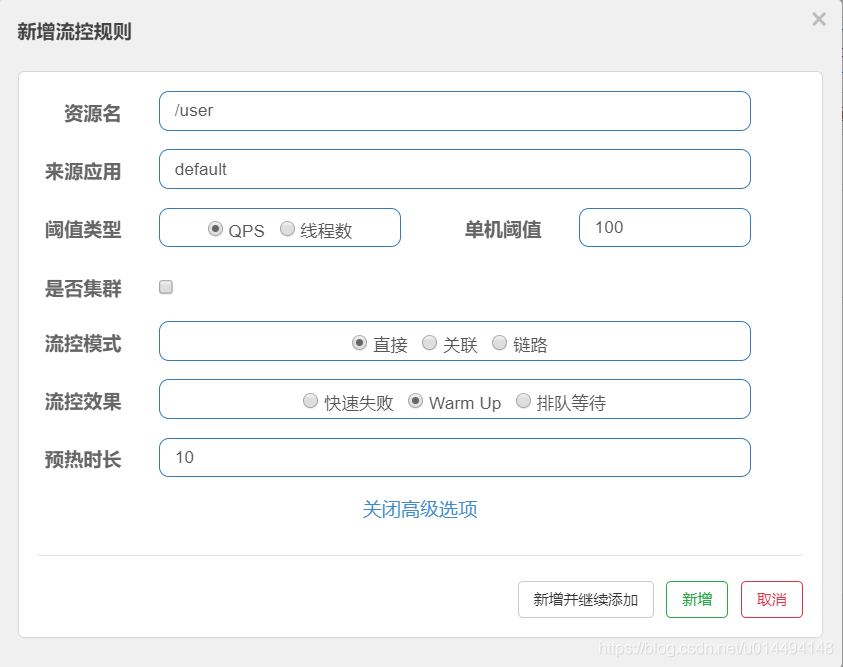 新增流控规则
资源名 /user
来源应用 default
阈值类型 QPS 线程数 单机阈值 100
是否集群
流控模式 直接 关联 链路
流控效果 快速失败 Warm Up 排队等待
预热时长 10
关闭高级选项
新增并继续添加 新增 取消
https://blog.csdn.net/u014494148